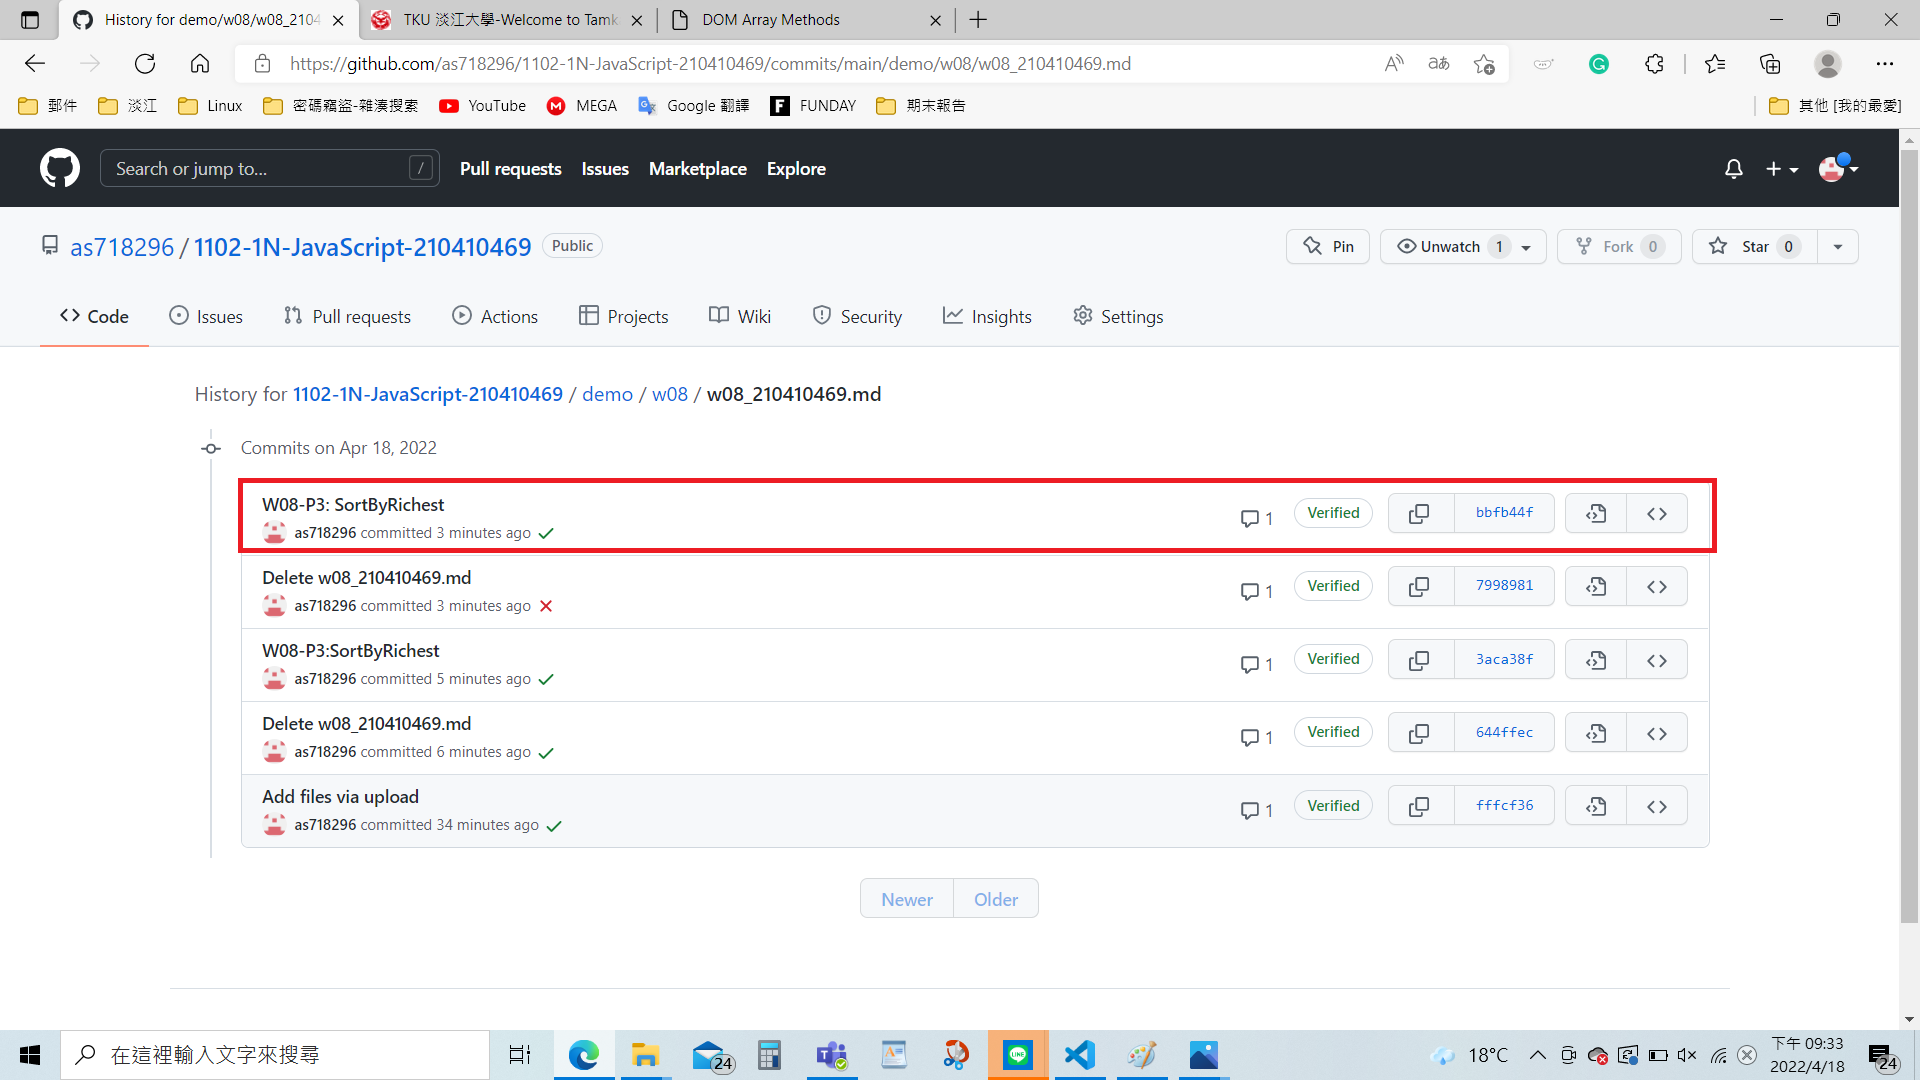 History for demo/w08/w08_2104
TKU 淡江大學-Welcome to Tamk
DOM Array Methods
https://github.com/as718296/1102-1N-JavaScript-210410469/commits/main/demo/w08/w08_210410469.md
郵件
淡江
Linux
密碼竊盜-雜湊搜索
YouTube
MEGA
Google 翻譯
FUNDAY
期末報告
其他 [我的最愛]
Search or jump to...
/
Pull requests
Issues
Marketplace
Explore
as718296 / 1102-1N-JavaScript-210410469
Public
Pin
Unwatch 1
Fork 0
Star 0
Code
Issues
Pull requests
Actions
Projects
Wiki
Security
Insights
Settings
History for 1102-1N-JavaScript-210410469 / demo / w08 / w08_210410469.md
Commits on Apr 18, 2022
W08-P3: SortByRichest
as718296 committed 3 minutes ago
1
Verified
bbfb44f
Delete w08_210410469.md
as718296 committed 3 minutes ago
1
Verified
7998981
W08-P3:SortByRichest
as718296 committed 5 minutes ago
1
Verified
3aca38f
Delete w08_210410469.md
as718296 committed 6 minutes ago
1
Verified
644ffec
Add files via upload
as718296 committed 34 minutes ago
1
Verified
fffcf36
Newer
Older
在這裡輸入文字來搜尋
24
LINE
18°C
下午 09:33
2022/4/18
24